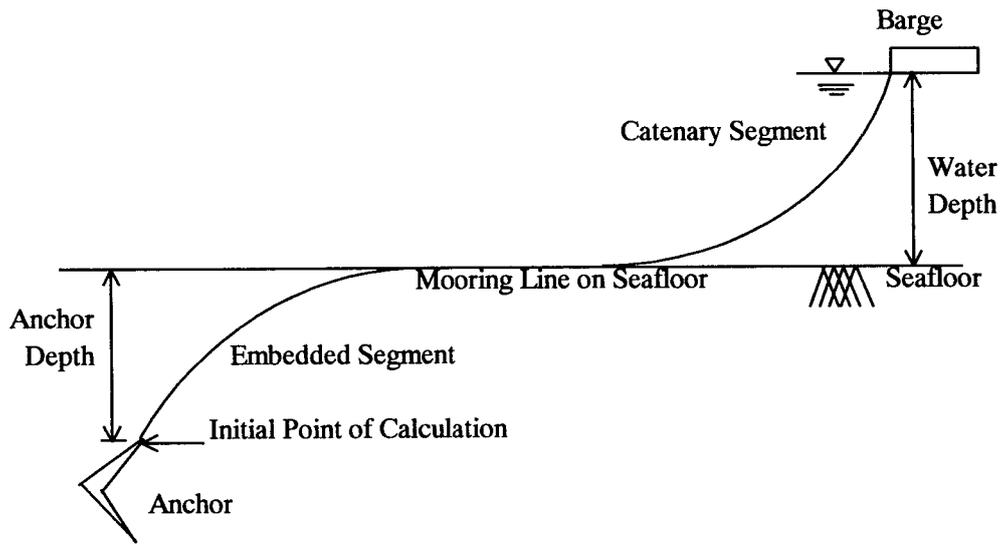 Barge
Catenary Segment
Water
Depth
Mooring Line on Seafloor
Seafloor
Anchor
Depth
Embedded Segment
Initial Point of Calculation
Anchor